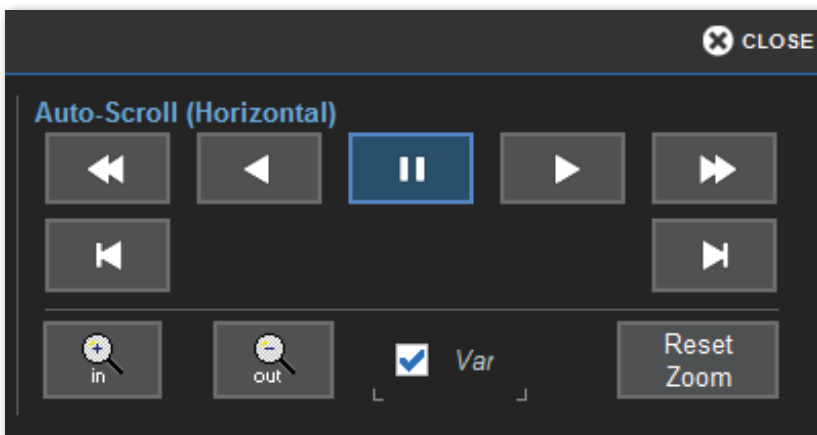 CLOSE
Auto-Scroll (Horizontal)
in
out
Var
Reset
Zoom